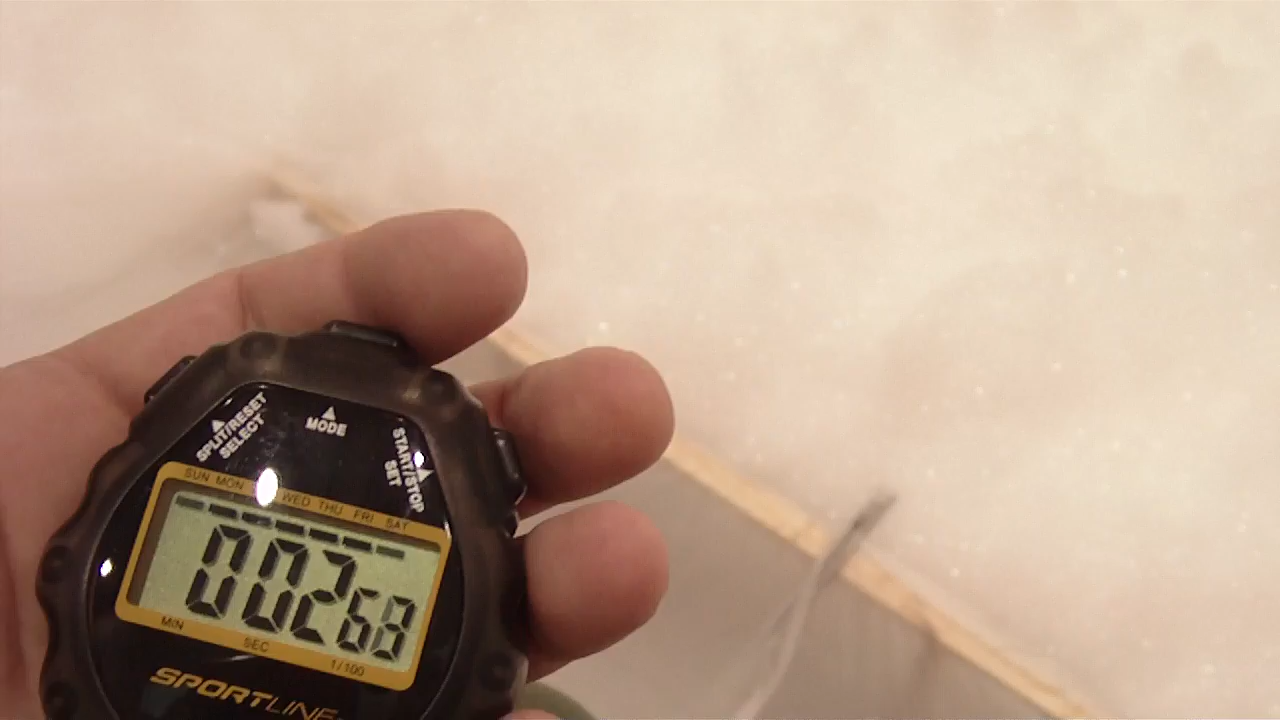 SPLIT/RESET
SELECT
MODE
START/STOP
SET
SUN MON WED THU FRI SAT
00268
MIN SEC 1/100
SPORTLINE